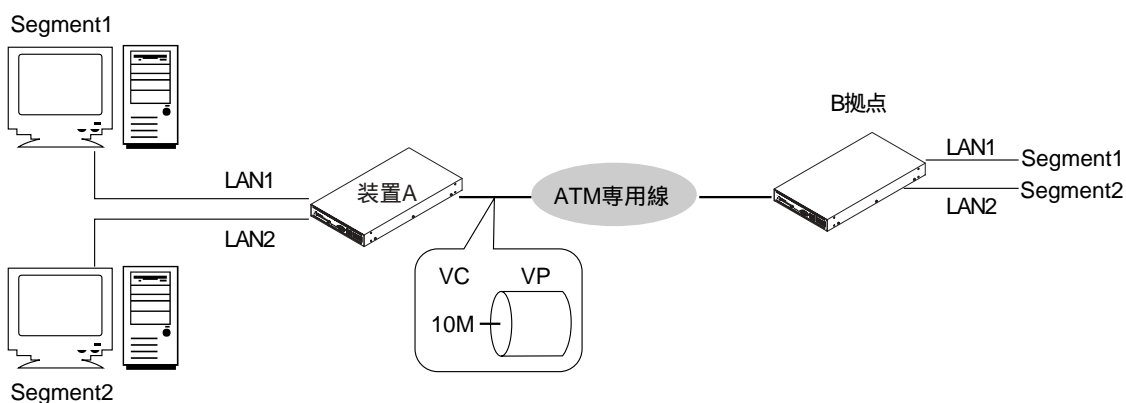 Segment1
B拠点
LAN1
装置A
ATM専用線
LAN1
Segment1
Segment2
LAN2
LAN2
VC VP
10M
Segment2